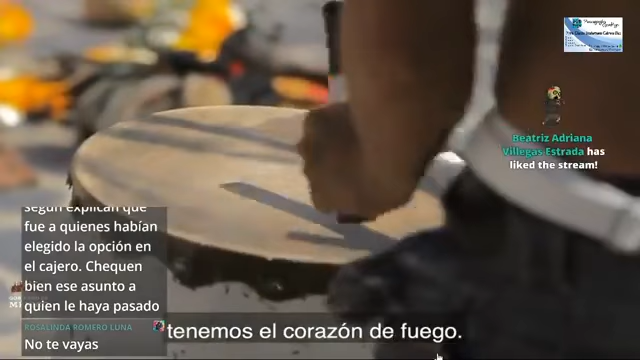 Beatriz Adriana
Villegas Estrada has
liked the stream!
según explican que
fue a quienes habían
elegido la opción en
el cajero. Chequen
bien ese asunto a
quien le haya pasado
ROSALINDA ROMERO LUNA
No te vayas
tenemos el corazón de fuego.